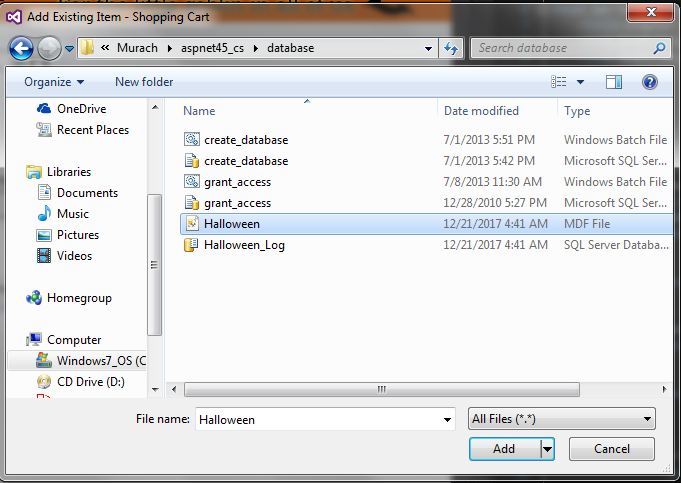 Add Existing Item - Shopping Cart
« Murach aspnet45_cs database
Search database
Organize New folder
Name Date modified Type
OneDrive
Recent Places
Libraries
Documents
Music
Pictures
Videos
Homegroup
Computer
Windows7_OS (C
CD Drive (D:)
create_database 7/1/2013 5:51 PM Windows Batch File
create_database 7/1/2013 5:42 PM Microsoft SQL Ser...
grant_access 7/8/2013 11:30 AM Windows Batch File
grant_access 12/28/2010 5:27 PM Microsoft SQL Ser...
Halloween 12/21/2017 4:41 AM MDF File
Halloween_Log 12/21/2017 4:41 AM SQL Server Databa...
File name: Halloween All Files (*.*)
Add Cancel